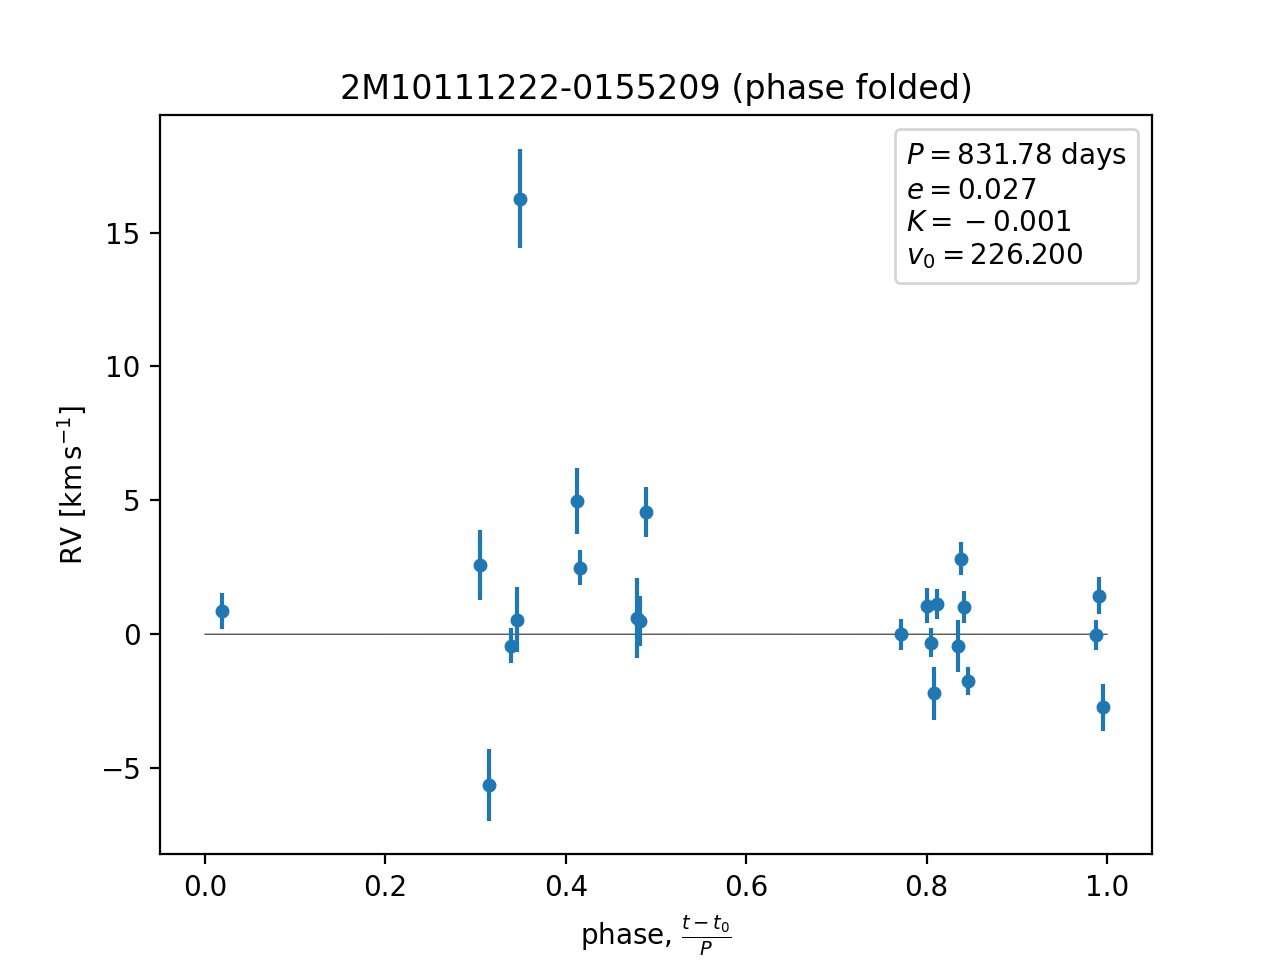 2M10111222-0155209 (phase folded)
P = 831.78 days
e = 0.027
K = −0.001
v₀ = 226.200
15
10
5
0
−5
RV [km s⁻¹]
0.0 0.2 0.4 0.6 0.8 1.0
phase, (t − t₀)/P